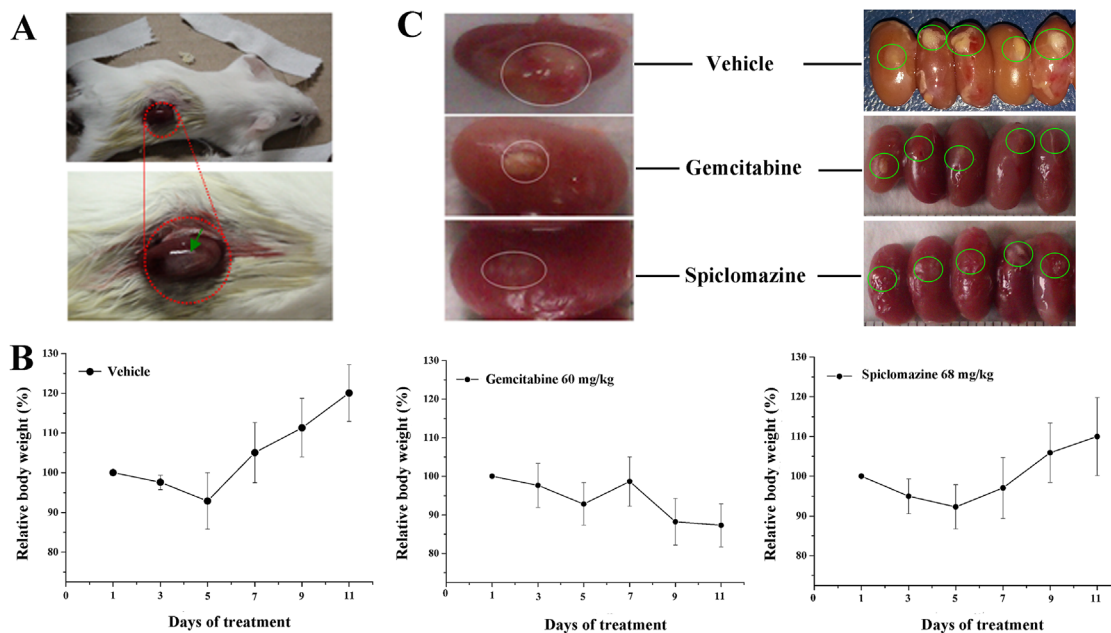 A
C
Vehicle
Gemcitabine
Spiclomazine
B
Relative body weight (%)
130
120
110
100
90
80
Vehicle
0
1
3
5
7
9
11
Days of treatment
Relative body weight (%)
130
120
110
100
90
80
Gemcitabine 60 mg/kg
0
1
3
5
7
9
11
Days of treatment
Relative body weight (%)
130
120
110
100
90
80
Spiclomazine 68 mg/kg
0
1
3
5
7
9
11
Days of treatment